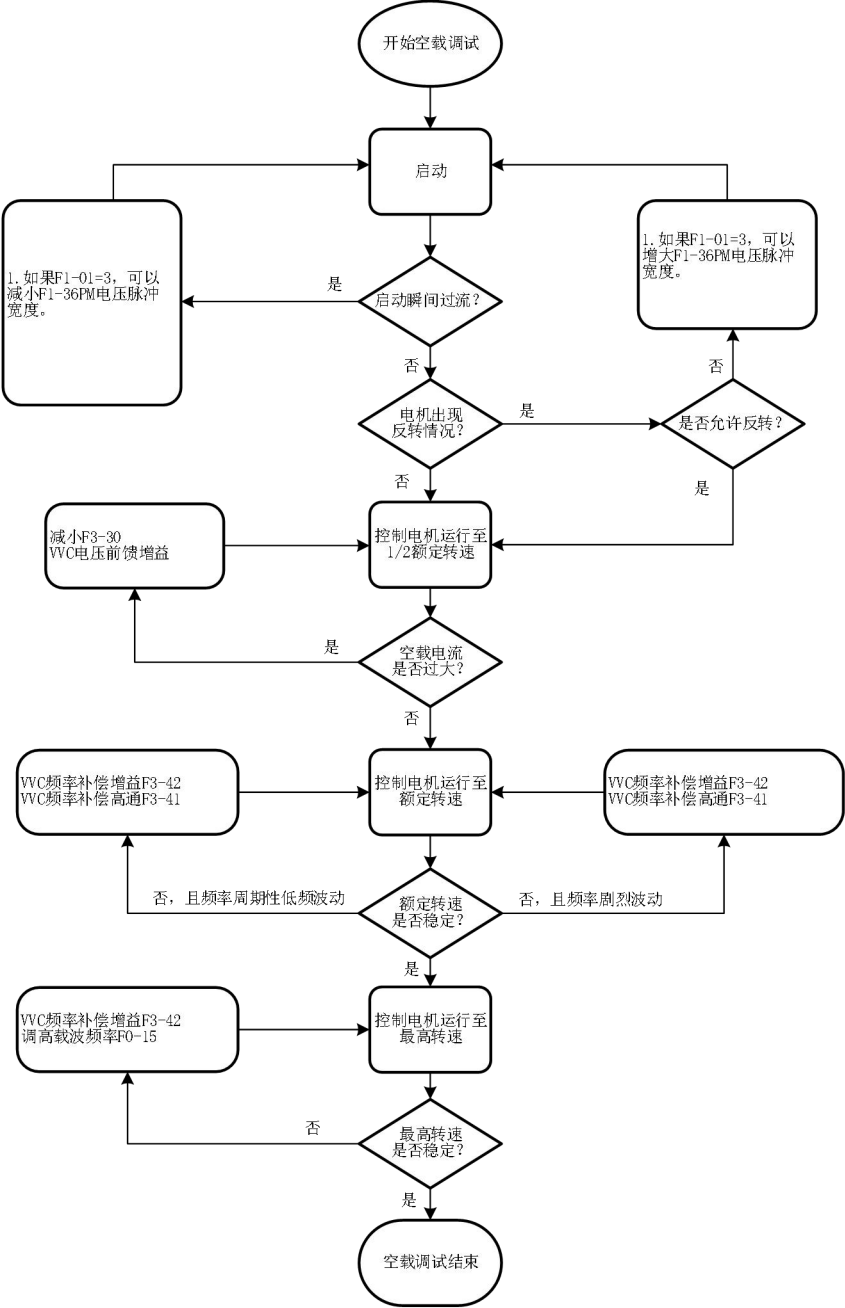 开始空载调试
启动
1.如果F1-01=3，可以
减小F1-36PM电压脉冲
宽度。
1.如果F1-01=3，可以
增大F1-36PM电压脉冲
宽度。
是
启动瞬间过流？
否
否
电机出现
反转情况？
是
是否允许反转？
否
是
减小F3-30
VVC电压前馈增益
控制电机运行至
1/2额定转速
是
空载电流
是否过大？
否
VVC频率补偿增益F3-42
VVC频率补偿高通F3-41
控制电机运行至
额定转速
VVC频率补偿增益F3-42
VVC频率补偿高通F3-41
否，且频率周期性低频波动
额定转速
是否稳定？
否，且频率剧烈波动
是
VVC频率补偿增益F3-42
调高载波频率F0-15
控制电机运行至
最高转速
否
最高转速
是否稳定？
是
空载调试结束